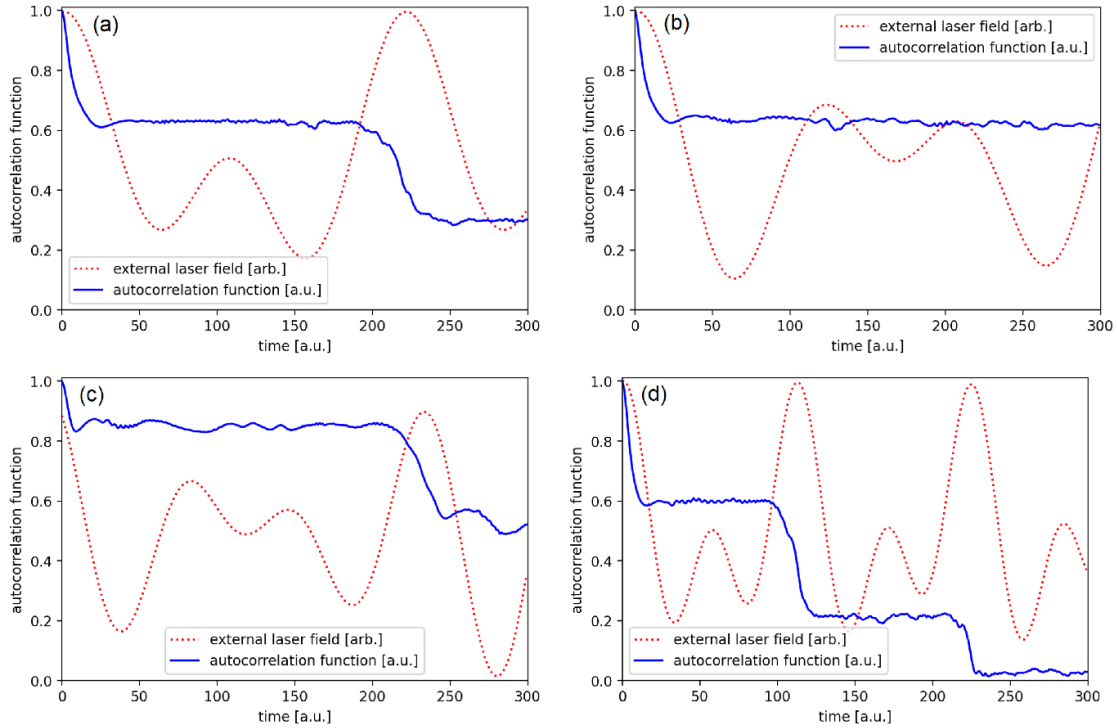 (a)
autocorrelation function
1.0
0.8
0.6
0.4
0.2
0.0
external laser field [arb.]
autocorrelation function [a.u.]
0 50 100 150 200 250 300
time [a.u.]
(b)
autocorrelation function
1.0
0.8
0.6
0.4
0.2
0.0
external laser field [arb.]
autocorrelation function [a.u.]
0 50 100 150 200 250 300
time [a.u.]
(c)
autocorrelation function
1.0
0.8
0.6
0.4
0.2
0.0
external laser field [arb.]
autocorrelation function [a.u.]
0 50 100 150 200 250 300
time [a.u.]
(d)
autocorrelation function
1.0
0.8
0.6
0.4
0.2
0.0
external laser field [arb.]
autocorrelation function [a.u.]
0 50 100 150 200 250 300
time [a.u.]